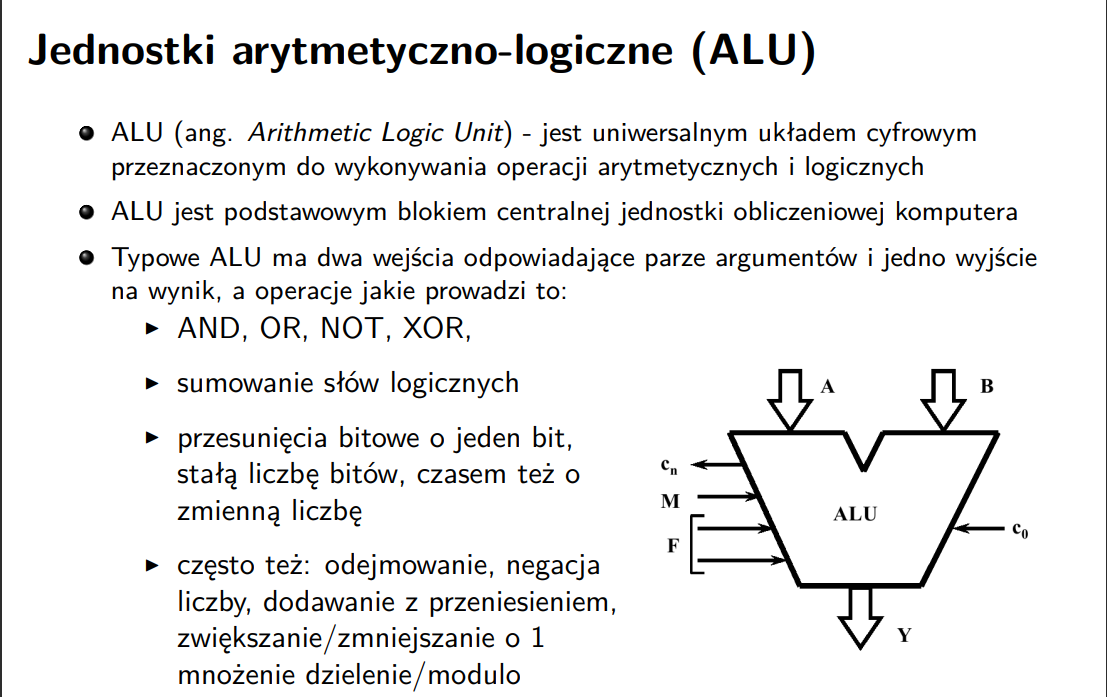 Jednostki arytmetyczno-logiczne (ALU)
ALU (ang. Arithmetic Logic Unit) - jest uniwersalnym układem cyfrowym
przeznaczonym do wykonywania operacji arytmetycznych i logicznych
ALU jest podstawowym blokiem centralnej jednostki obliczeniowej komputera
Typowe ALU ma dwa wejścia odpowiadające parze argumentów i jedno wyjście
na wynik, a operacje jakie prowadzi to:
AND, OR, NOT, XOR,
sumowanie słów logicznych
przesunięcia bitowe o jeden bit,
stałą liczbę bitów, czasem też o
zmienną liczbę
często też: odejmowanie, negacja
liczby, dodawanie z przeniesieniem,
zwiększanie/zmniejszanie o 1
mnożenie dzielenie/modulo
A
B
cn
M
ALU
F
c0
Y